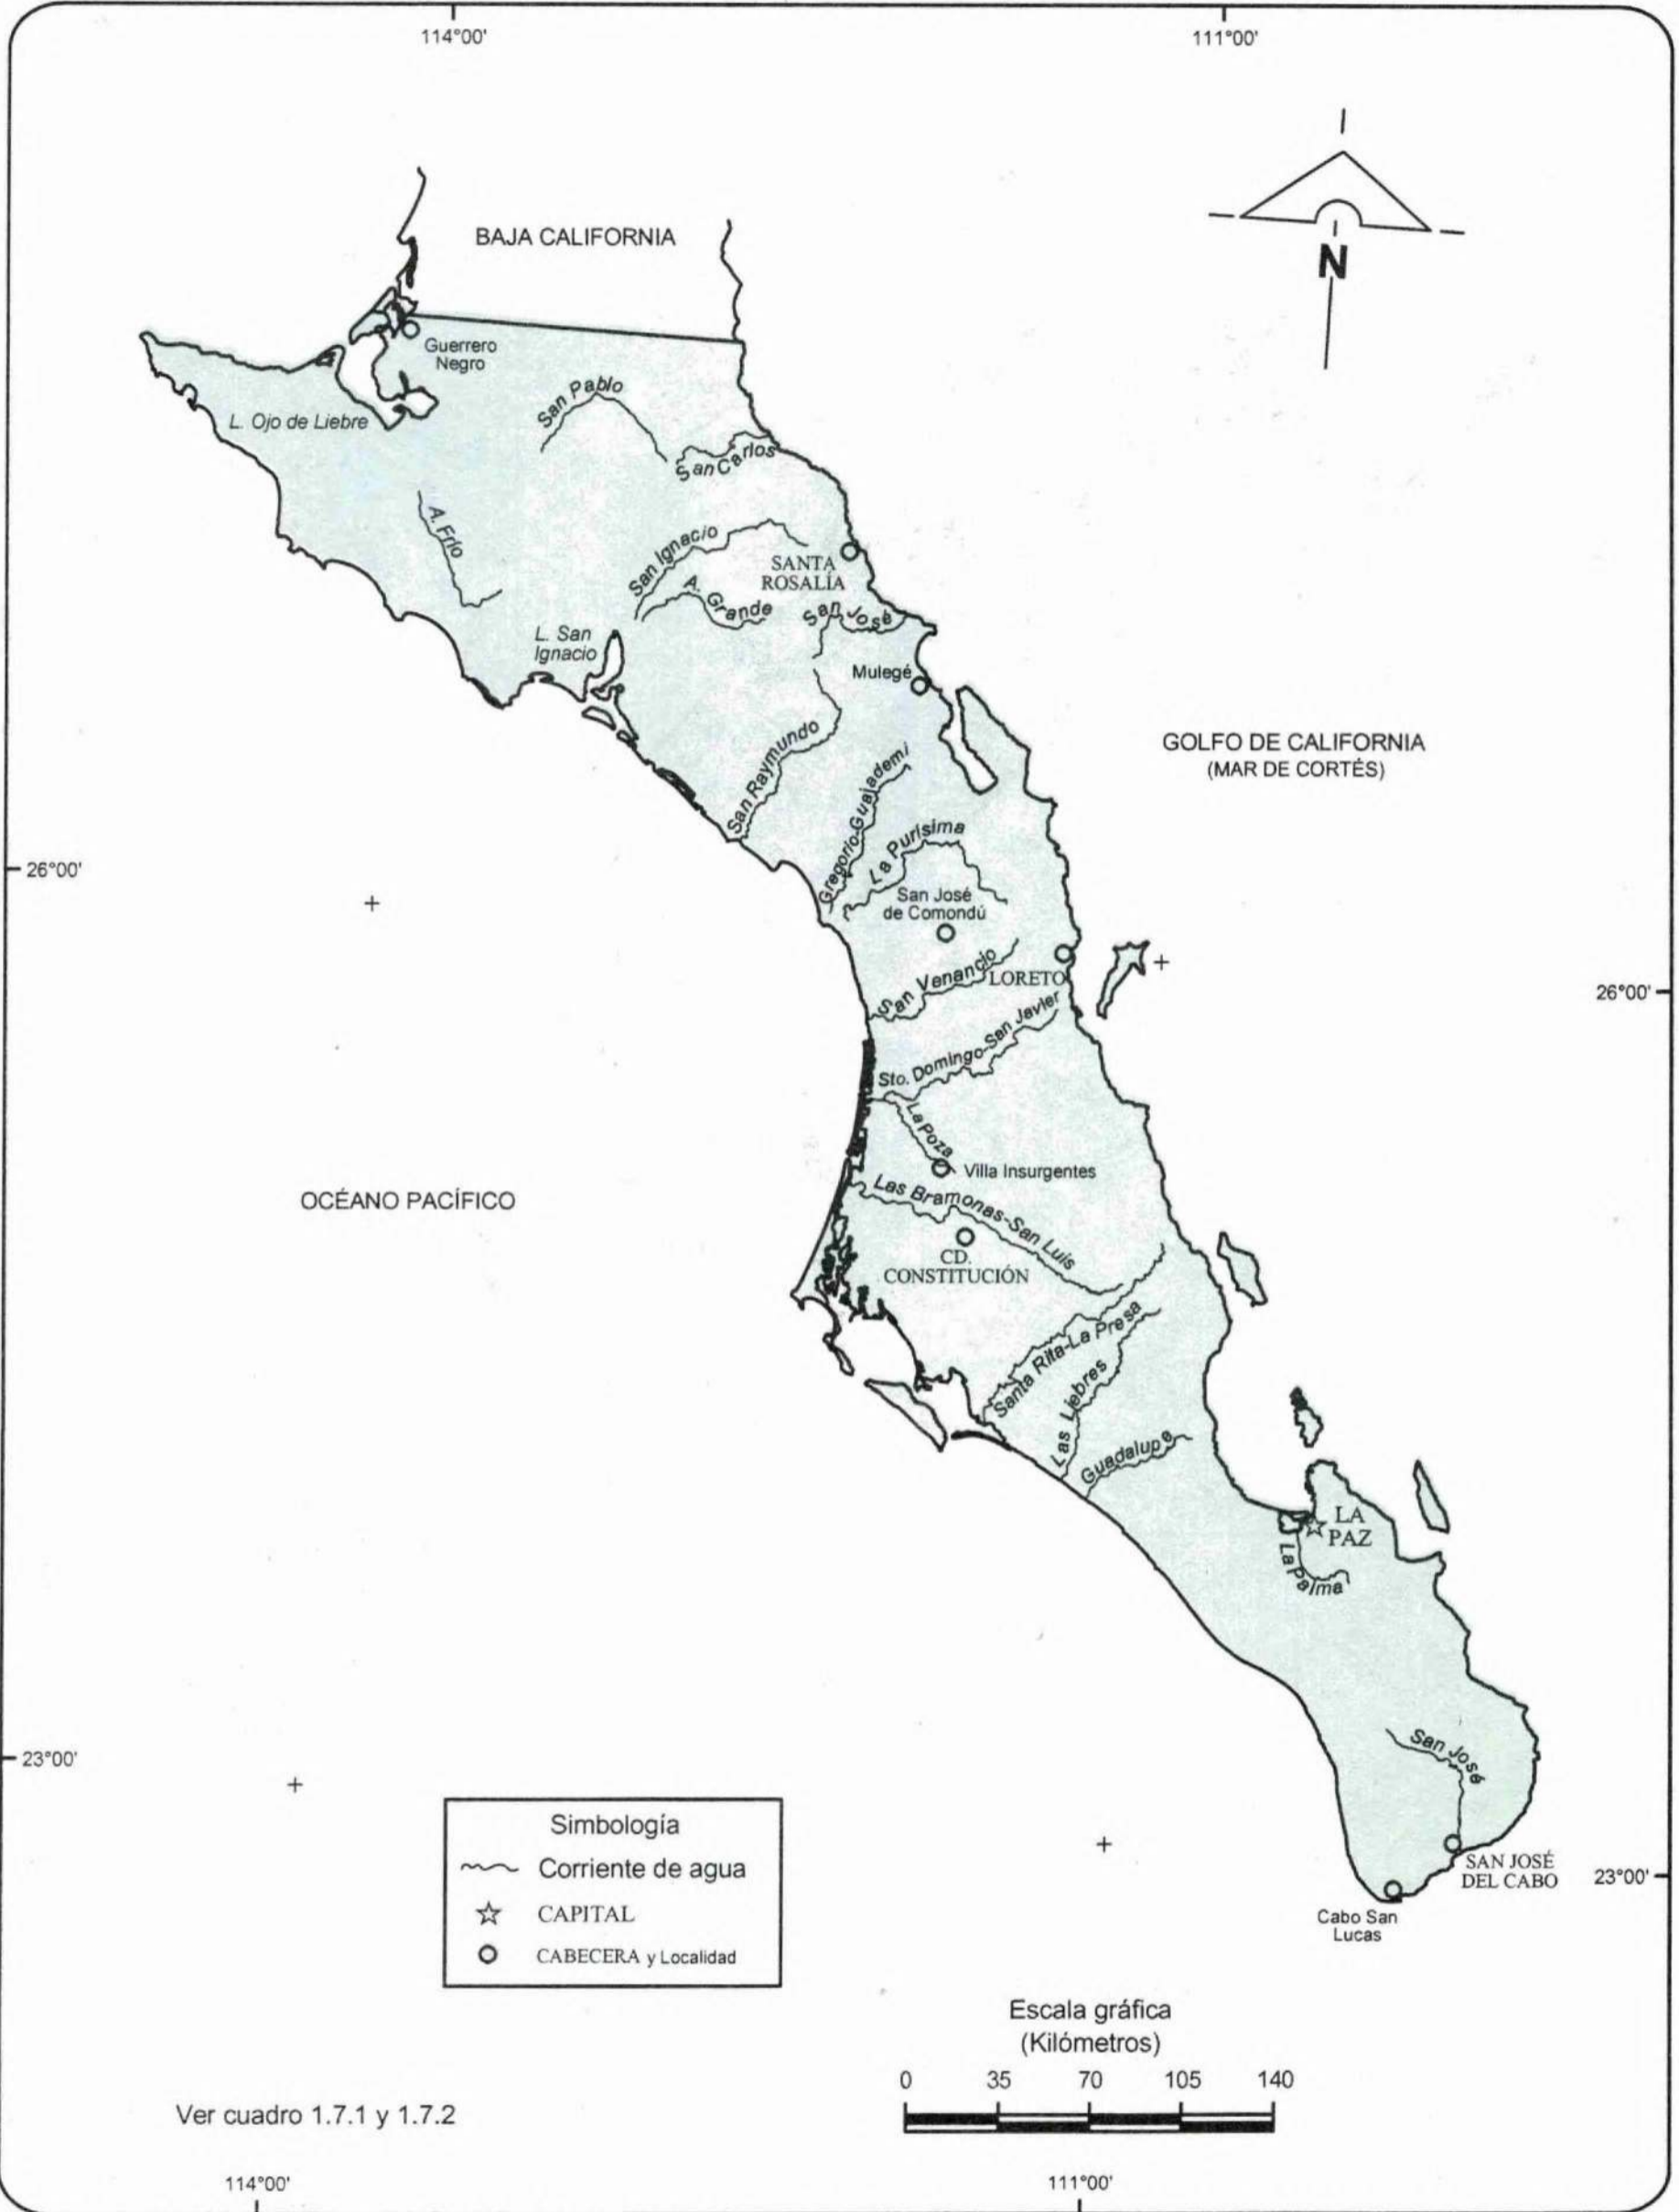 114°00'
111°00'
BAJA CALIFORNIA
N
Guerrero
Negro
San Pablo
L. Ojo de Liebre
San Carlos
A. Frío
San Ignacio
SANTA
ROSALÍA
A. Grande
San José
L. San
Ignacio
Mulegé
San Raymundo
GOLFO DE CALIFORNIA
(MAR DE CORTÉS)
Gregorio-Guajademí
La Purísima
26°00'
San José
de Comondú
San Venancio
LORETO
26°00'
Sto. Domingo-San Javier
La Poza
Villa Insurgentes
OCÉANO PACÍFICO
Las Bramonas-San Luis
CD.
CONSTITUCIÓN
Santa Rita-La Presa
Las Liebres
Guadalupe
LA
PAZ
La Palma
San José
23°00'
SAN JOSÉ
DEL CABO
23°00'
Cabo San
Lucas
Simbología
Corriente de agua
CAPITAL
CABECERA y Localidad
Escala gráfica
(Kilómetros)
0 35 70 105 140
Ver cuadro 1.7.1 y 1.7.2
114°00'
111°00'